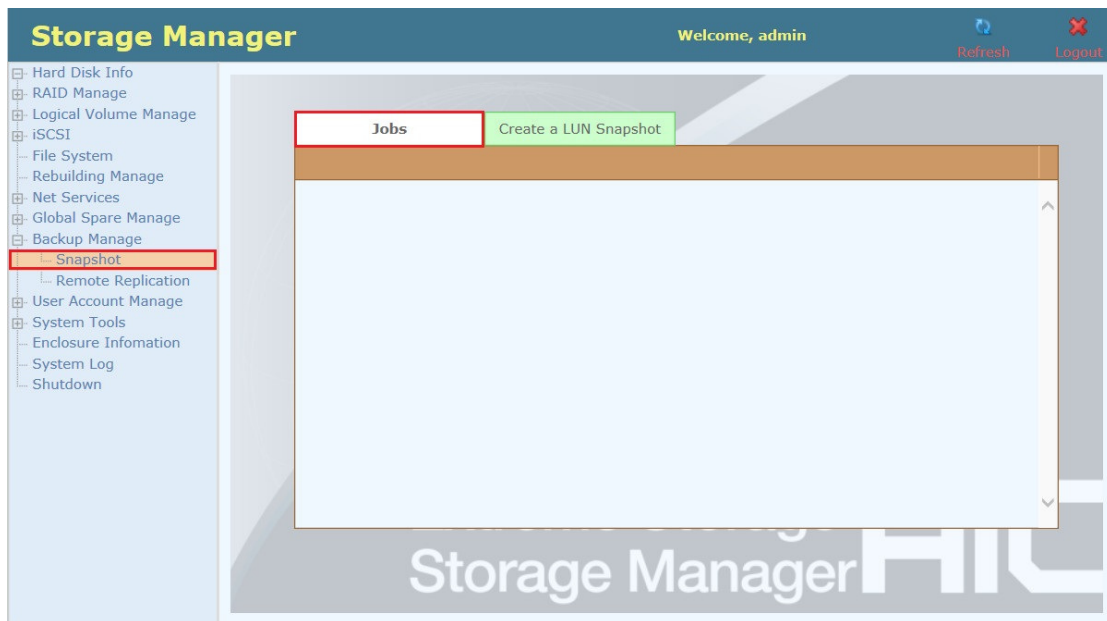 Storage Manager
Welcome, admin
Refresh
Logout
Hard Disk Info
RAID Manage
Logical Volume Manage
iSCSI
File System
Rebuilding Manage
Net Services
Global Spare Manage
Backup Manage
Snapshot
Remote Replication
User Account Manage
System Tools
Enclosure Infomation
System Log
Shutdown
Jobs
Create a LUN Snapshot
Storage Manager